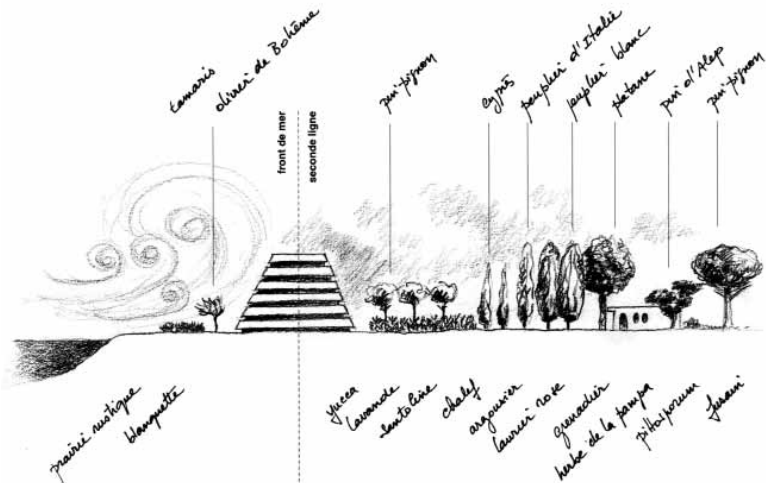 tamaris
olivier de Bohême
front de mer
seconde ligne
pin pignon
cyprès
peuplier d'Italie
peuplier blanc
platane
pin d'Alep
pin pignon
prairie rustique
blanquette
yucca
lavande
santoline
chalef
argousier
laurier rose
grenadier
herbe de la pampa
pittosporum
fusain